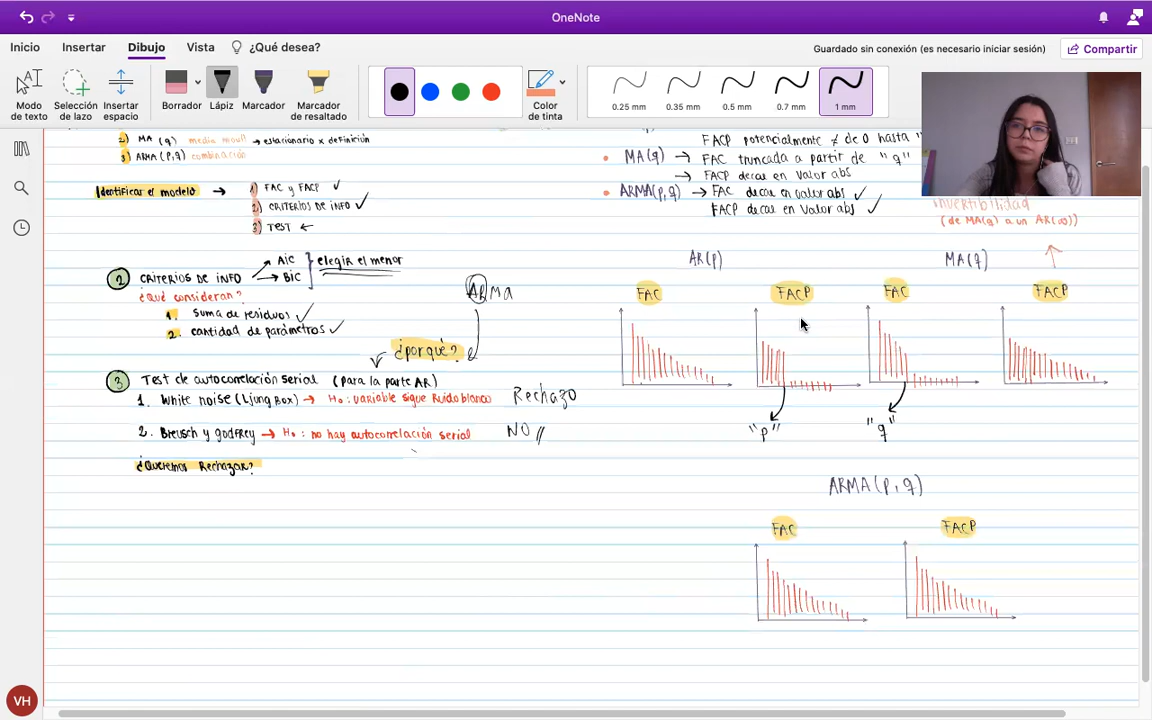 OneNote
Inicio
Insertar
Dibujo
Vista
¿Qué desea?
Guardado sin conexión (es necesario iniciar sesión)
Compartir
Modo de texto
Selección de lazo
Insertar espacio
Borrador
Lápiz
Marcador
Marcador de resaltado
Color de tinta
0.25 mm
0.35 mm
0.5 mm
0.7 mm
1 mm
2) MA (q) media movil → estacionario x definición
3) ARMA (P,q) combinación
Identificar el modelo →
1) FAC y FACP ✓
2) CRITERIOS DE INFO ✓
3) TEST ←
FACP potencialmente ≠ de 0 hasta "
MA(q) → FAC truncada a partir de "q"
→ FACP decae en Valor abs
ARMA(p,q) → FAC decae en valor abs ✓
FACP decae en Valor abs ✓
invertibilidad
(de MA(q) a un AR(∞))
2 CRITERIOS DE INFO
AIC
BIC
elegir el menor
¿Qué consideran?
1. Suma de residuos ✓
2. cantidad de parámetros ✓
ARMA
¿porqué?
3 Test de autocorrelación serial (para la parte AR)
1. White noise (Ljung Box) → H₀: variable sigue Ruido blanco Rechazo
2. Breusch y godfrey → H₀: no hay autocorrelación serial NO //
¿Queremos Rechazar?
AR(p)
MA(q)
FAC
FACP
FAC
FACP
"p"
"q"
ARMA(p,q)
FAC
FACP
VH